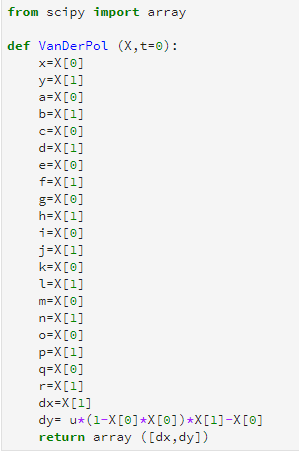 from scipy import array
def VanDerPol (X,t=0):
    x=X[0]
    y=X[1]
    a=X[0]
    b=X[1]
    c=X[0]
    d=X[1]
    e=X[0]
    f=X[1]
    g=X[0]
    h=X[1]
    i=X[0]
    j=X[1]
    k=X[0]
    l=X[1]
    m=X[0]
    n=X[1]
    o=X[0]
    p=X[1]
    q=X[0]
    r=X[1]
    dx=X[1]
    dy= u*(1-X[0]*X[0])*X[1]-X[0]
    return array ([dx,dy])